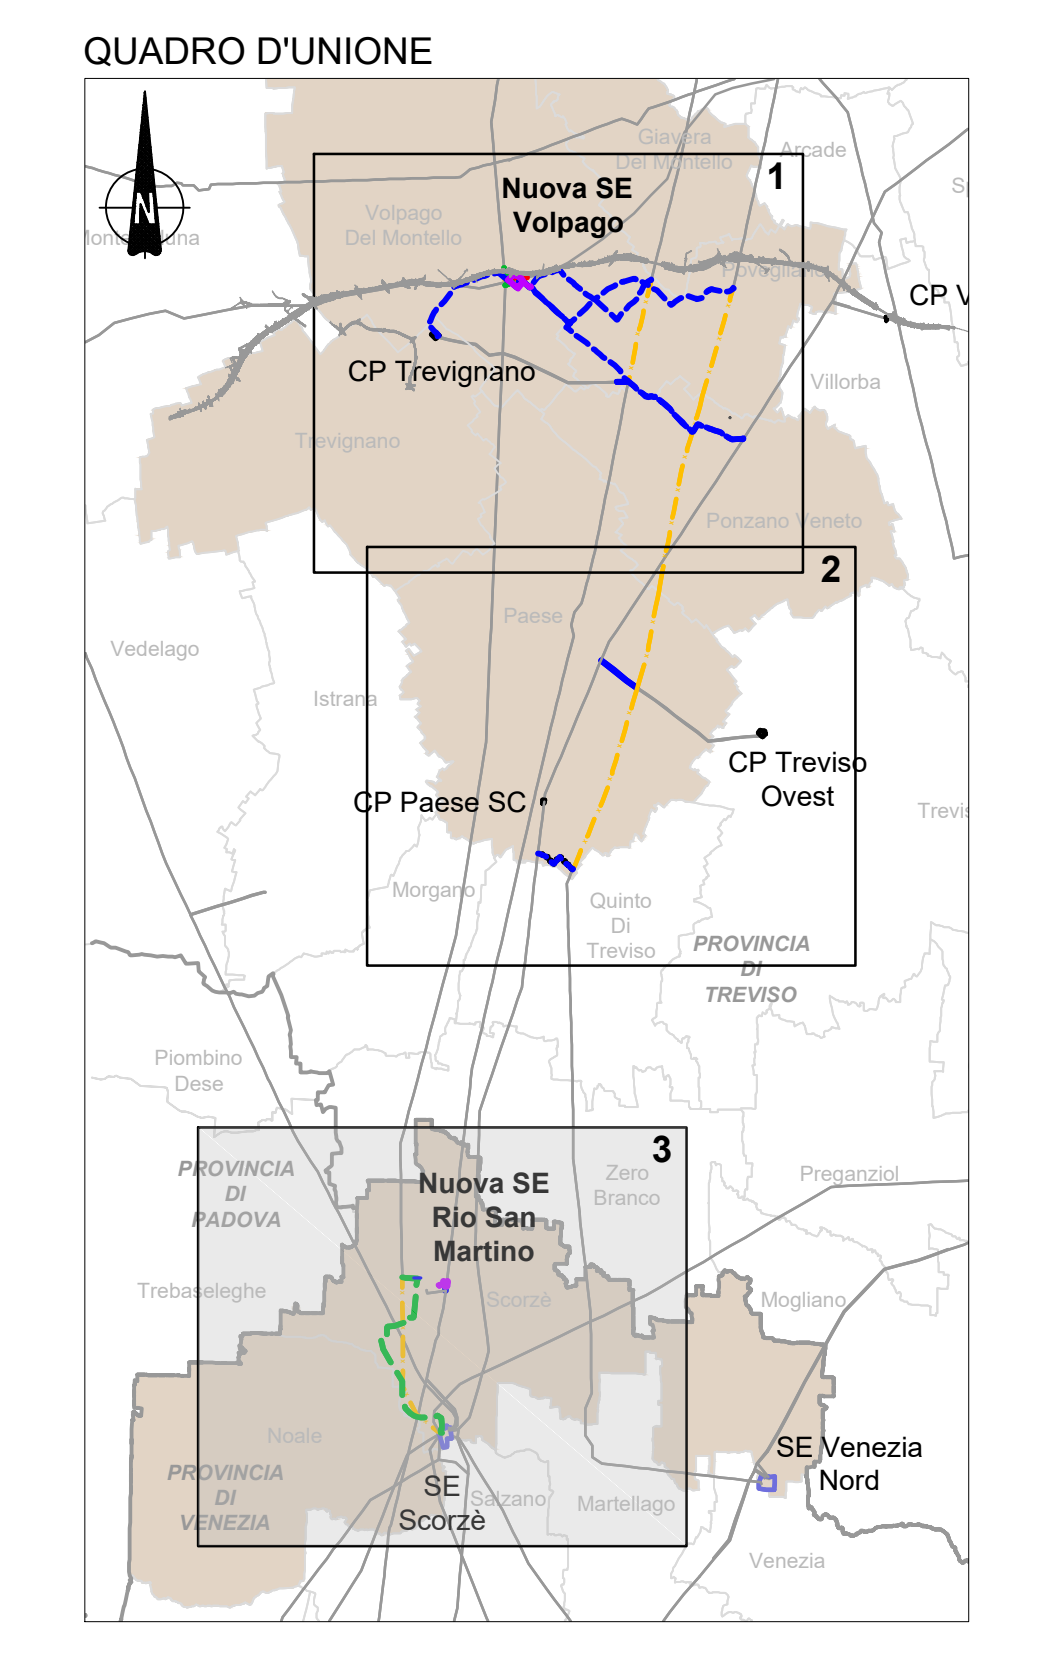 QUADRO D'UNIONE
Giavera
Del Montello
Arcade
1
Nuova SE
Volpago
Volpago
Del Montello
N
Povegliano
CP V
CP Trevignano
Villorba
Trevignano
Ponzano Veneto
2
Paese
Vedelago
Istrana
CP Treviso
Ovest
CP Paese SC
Trevis
Morgano
Quinto
Di
Treviso
PROVINCIA
DI
TREVISO
Piombino
Dese
3
PROVINCIA
DI
PADOVA
Nuova SE
Rio San
Martino
Zero
Branco
Preganziol
Trebaseleghe
Scorzè
Mogliano
Noale
SE Venezia
Nord
PROVINCIA
DI
VENEZIA
SE
Scorzè
Salzano
Martellago
Venezia